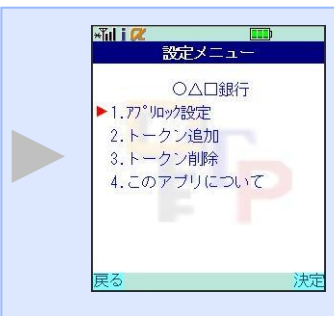 設定メニュー
○△□銀行
1.ｱﾌﾟﾘﾛｯｸ設定
2.トークン追加
3.トークン削除
4.このアプリについて
戻る 決定